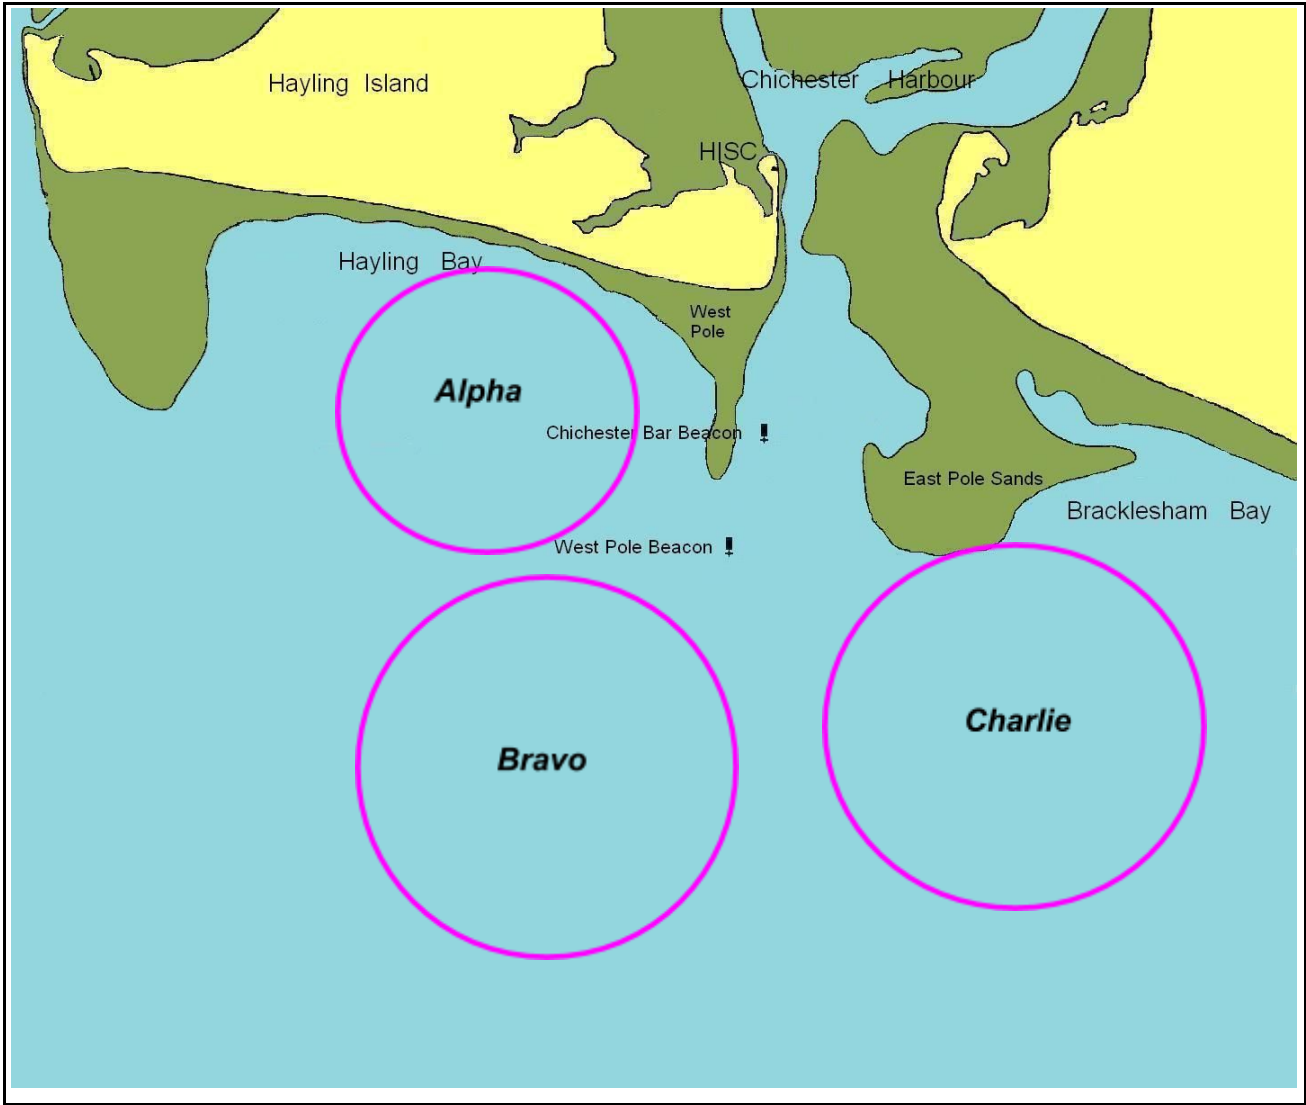 Hayling Island
Chichester Harbour
HISC
Hayling Bay
West
Pole
Alpha
Chichester Bar Beacon
East Pole Sands
Bracklesham Bay
West Pole Beacon
Charlie
Bravo